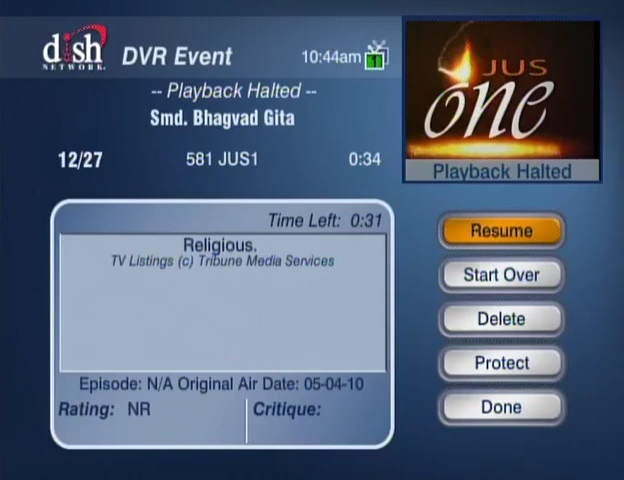 dish
NETWORK.
DVR Event
10:44am
1
JUS
one
-- Playback Halted --
Smd. Bhagvad Gita
12/27 581 JUS1 0:34
Playback Halted
Time Left: 0:31
Religious.
TV Listings (c) Tribune Media Services
Episode: N/A Original Air Date: 05-04-10
Rating: NR Critique:
Resume
Start Over
Delete
Protect
Done